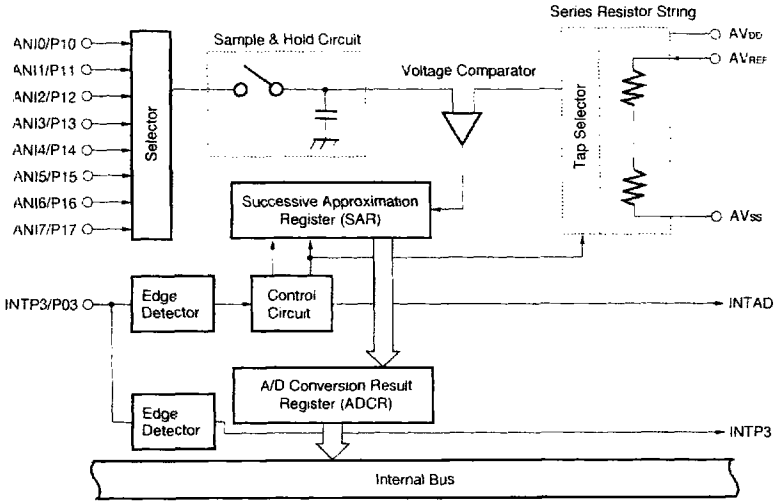 Series Resistor String
ANI0/P10
ANI1/P11
ANI2/P12
ANI3/P13
ANI4/P14
ANI5/P15
ANI6/P16
ANI7/P17
Selector
Sample & Hold Circuit
Voltage Comparator
Tap Selector
AVDD
AVREF
AVSS
Successive Approximation
Register (SAR)
INTP3/P03
Edge
Detector
Control
Circuit
INTAD
A/D Conversion Result
Register (ADCR)
Edge
Detector
INTP3
Internal Bus